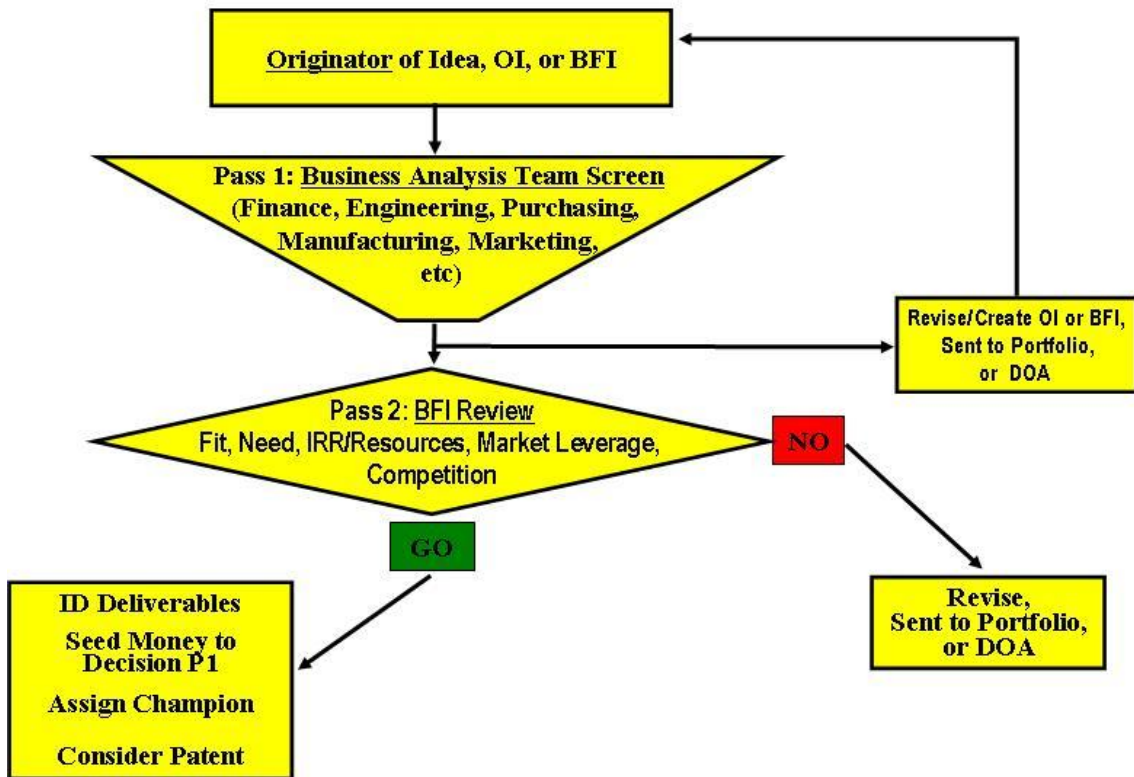 Originator of Idea, OI, or BFI
Pass 1: Business Analysis Team Screen
(Finance, Engineering, Purchasing,
Manufacturing, Marketing,
etc)
Revise/Create OI or BFI,
Sent to Portfolio,
or DOA
Pass 2: BFI Review
Fit, Need, IRR/Resources, Market Leverage,
Competition
NO
GO
ID Deliverables
Seed Money to
Decision P1
Assign Champion
Consider Patent
Revise,
Sent to Portfolio,
or DOA